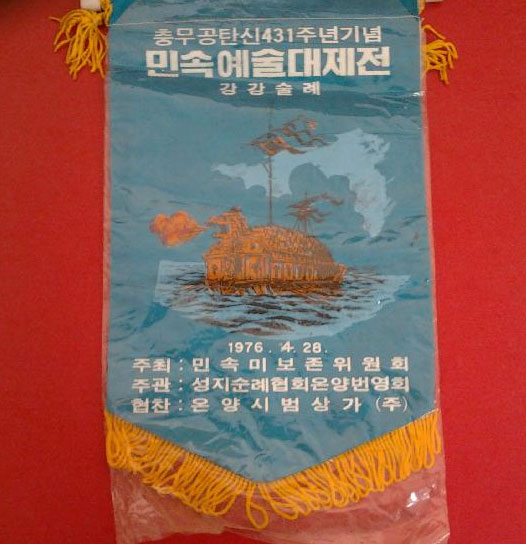 충무공탄신431주년기념
민속예술대제전
강강술례
1976. 4. 28.
주최 : 민속미보존위원회
주관 : 성지순례협회온양번영회
협찬 : 온양시범상가 (주)